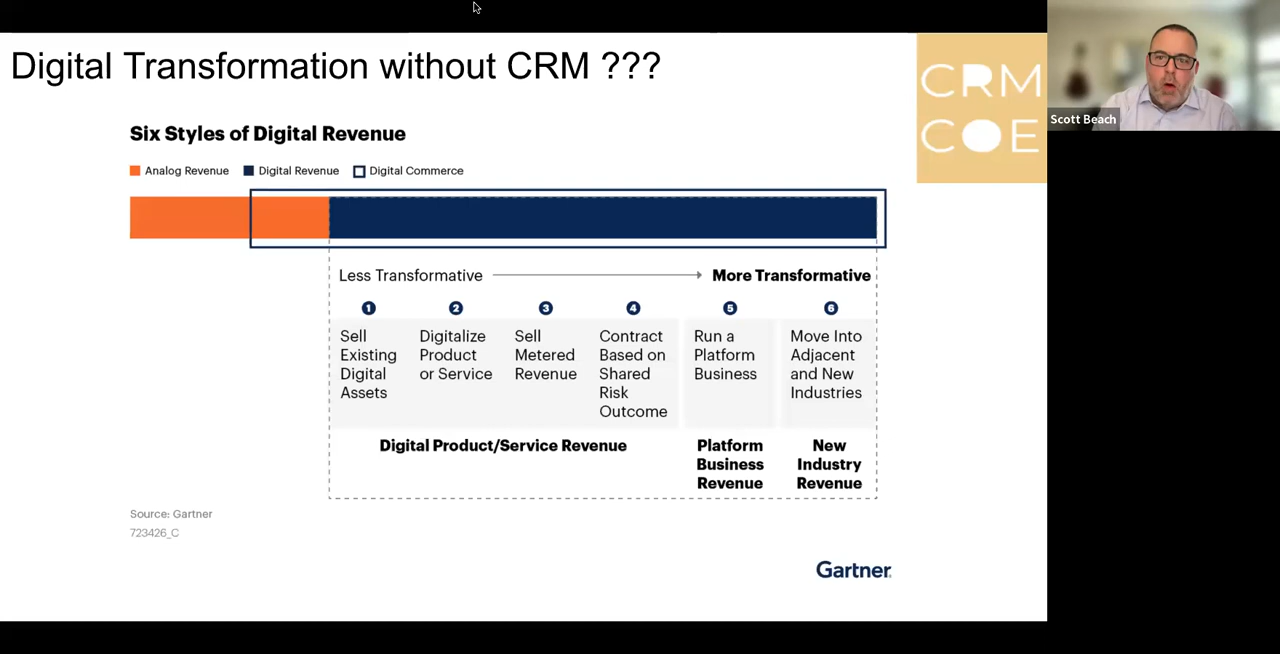 Digital Transformation without CRM ???
CRM
COE
Scott Beach
Six Styles of Digital Revenue
Analog Revenue Digital Revenue Digital Commerce
Less Transformative More Transformative
1 2 3 4 5 6
Sell
Existing
Digital
Assets
Digitalize
Product
or Service
Sell
Metered
Revenue
Contract
Based on
Shared
Risk
Outcome
Run a
Platform
Business
Move Into
Adjacent
and New
Industries
Digital Product/Service Revenue
Platform
Business
Revenue
New
Industry
Revenue
Source: Gartner
723426_C
Gartner.